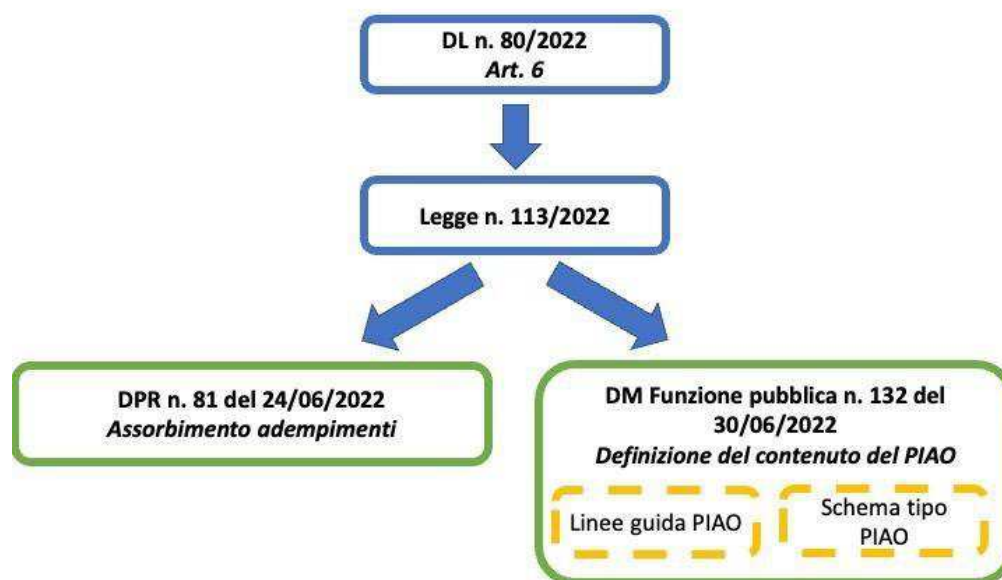 DL n. 80/2022
Art. 6
Legge n. 113/2022
DPR n. 81 del 24/06/2022
Assorbimento adempimenti
DM Funzione pubblica n. 132 del
30/06/2022
Definizione del contenuto del PIAO
Linee guida PIAO
Schema tipo
PIAO